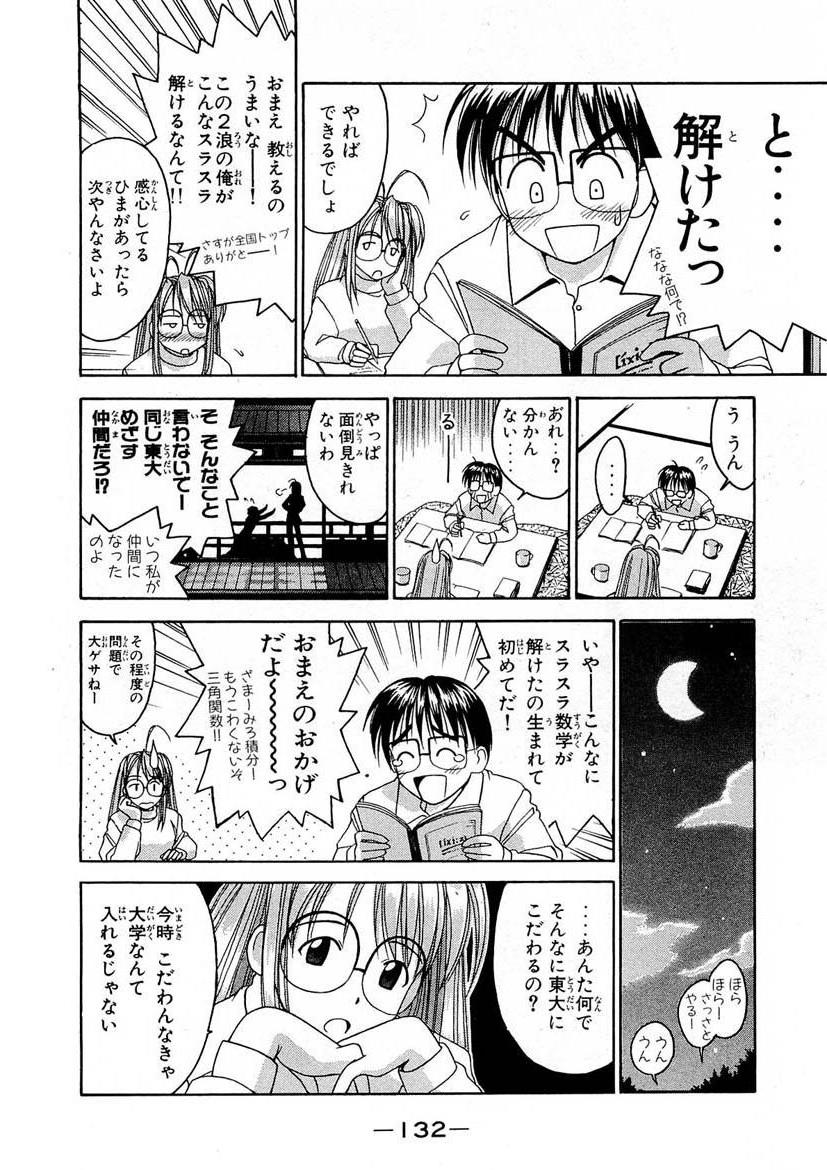 と‥‥
解けたっ
ななな何で!?
やれば
できるでしょ
おまえ 教えるの
うまいなー！
この2浪の俺が
こんなスラスラ
解けるなんて!!
さすが全国トップ
ありがとー！
感心してる
ひまがあったら
次やんなさいよ
う うん
‥‥
あれ‥？
分かん
ない‥‥
る――
やっぱ
面倒見きれ
ないわ
そ そんなこと
言わないでー
同じ東大
めざす
仲間だろ!?
いつ私が
仲間に
なった
のよ
ほら
ほらー
さっさと
やるー
うん
うん
いやーこんなに
スラスラ数学が
解けたの生まれて
初めてだ！
おまえのおかげ
だよ〜〜〜っ
ざまーみろ積分ー
もうこわくないぞ
三角関数!!
その程度の
問題で
大ゲサねー
‥‥あんた何で
そんなに東大に
こだわるの？
今時 こだわんなきゃ
大学なんて
入れるじゃない
—132—